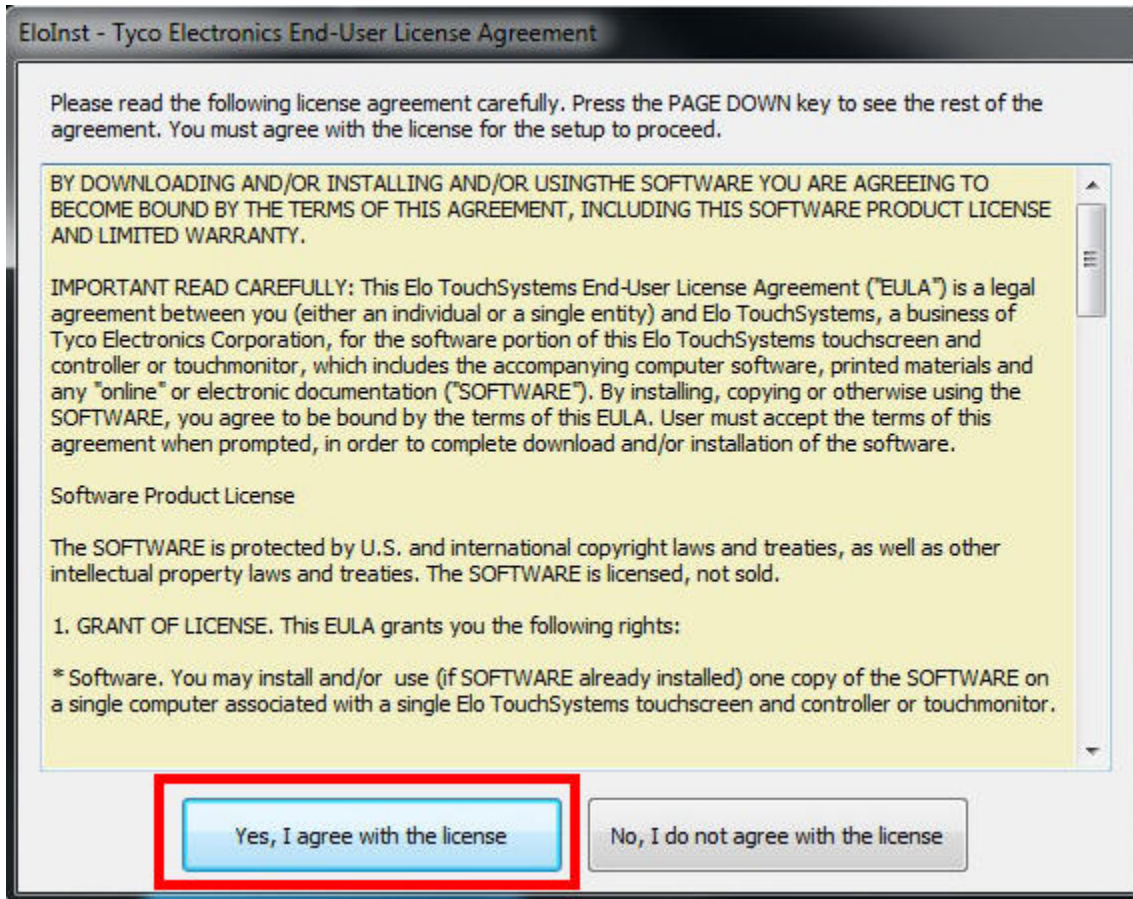 EloInst - Tyco Electronics End-User License Agreement
Please read the following license agreement carefully. Press the PAGE DOWN key to see the rest of the
agreement. You must agree with the license for the setup to proceed.
BY DOWNLOADING AND/OR INSTALLING AND/OR USINGTHE SOFTWARE YOU ARE AGREEING TO
BECOME BOUND BY THE TERMS OF THIS AGREEMENT, INCLUDING THIS SOFTWARE PRODUCT LICENSE
AND LIMITED WARRANTY.
IMPORTANT READ CAREFULLY: This Elo TouchSystems End-User License Agreement ("EULA") is a legal
agreement between you (either an individual or a single entity) and Elo TouchSystems, a business of
Tyco Electronics Corporation, for the software portion of this Elo TouchSystems touchscreen and
controller or touchmonitor, which includes the accompanying computer software, printed materials and
any "online" or electronic documentation ("SOFTWARE"). By installing, copying or otherwise using the
SOFTWARE, you agree to be bound by the terms of this EULA. User must accept the terms of this
agreement when prompted, in order to complete download and/or installation of the software.
Software Product License
The SOFTWARE is protected by U.S. and international copyright laws and treaties, as well as other
intellectual property laws and treaties. The SOFTWARE is licensed, not sold.
1. GRANT OF LICENSE. This EULA grants you the following rights:
* Software. You may install and/or use (if SOFTWARE already installed) one copy of the SOFTWARE on
a single computer associated with a single Elo TouchSystems touchscreen and controller or touchmonitor.
Yes, I agree with the license
No, I do not agree with the license